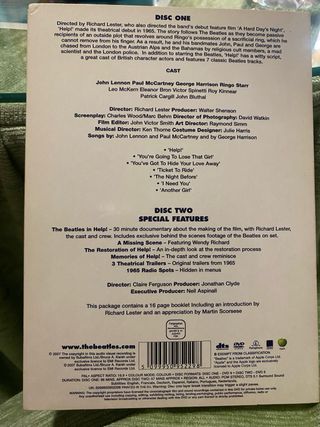 DISC ONE
Directed by Richard Lester, who also directed the band's debut feature film 'A Hard Day's Night',
'Help!' made its theatrical debut in 1965. The story follows The Beatles as they become passive
recipients of an outside plot that revolves around Ringo's possession of a sacrificial ring, which he
cannot remove from his finger. As a result, he and his bandmates John, Paul and George are
chased from London to the Austrian Alps and the Bahamas by religious cult members, a mad
scientist and the London police. In addition to starring the Beatles, 'Help!' has a witty script,
a great cast of British character actors and features 7 classic Beatles tracks.
CAST
John Lennon Paul McCartney George Harrison Ringo Starr
Leo McKern Eleanor Bron Victor Spinetti Roy Kinnear
Patrick Cargill John Bluthal
Director: Richard Lester Producer: Walter Shenson
Screenplay: Charles Wood/Marc Behm Director of Photography: David Watkin
Film Editor: John Victor Smith Art Director: Raymond Simm
Musical Director: Ken Thorne Costume Designer: Julie Harris
Songs by: John Lennon and Paul McCartney and by George Harrison
• 'Help!'
• 'You're Going To Lose That Girl'
• 'You've Got To Hide Your Love Away'
• 'Ticket To Ride'
• 'The Night Before'
• 'I Need You'
• 'Another Girl'
DISC TWO
SPECIAL FEATURES
The Beatles in Help! - 30 minute documentary about the making of the film, with Richard Lester,
the cast and crew. Includes exclusive behind the scenes footage of the Beatles on set.
A Missing Scene - Featuring Wendy Richard
The Restoration of Help! - An in-depth look at the restoration process
Memories of Help! - The cast and crew reminisce
3 Theatrical Trailers - Original trailers from 1965
1965 Radio Spots - Hidden in menus
Director: Claire Ferguson Producer: Jonathan Clyde
Executive Producer: Neil Aspinall
This package contains a 16 page booklet Including an introduction by
Richard Lester and an appreciation by Martin Scorsese
www.thebeatles.com
dts
DVD
E EXEMPT FROM CLASSIFICATION
5 099950 992298